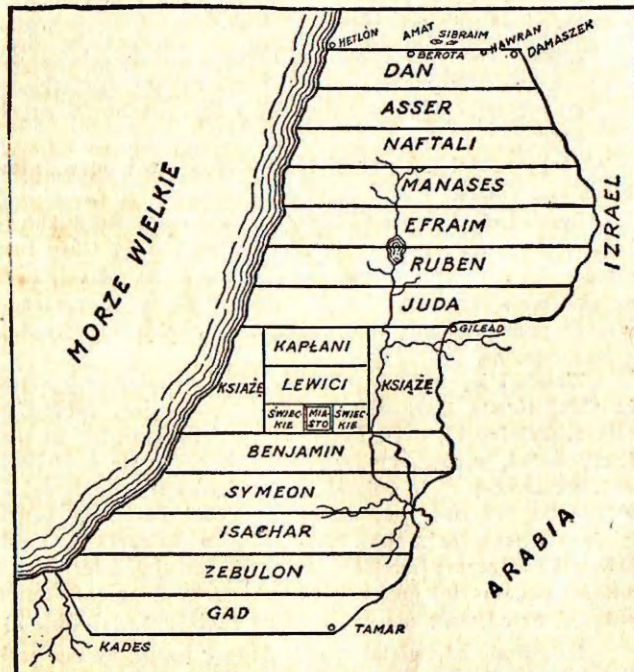 HETLÓN
AMAT
SIBRAIM
BEROTA
HAWRAN
DAMASZEK
DAN
ASSER
NAFTALI
MANASES
EFRAIM
RUBEN
JUDA
MORZE WIELKIE
IZRAEL
GILEAD
KAPŁANI
KSIĄŻĘ
LEWICI
KSIĄŻĘ
ŚWIEC-
KIE
MIA-
STO
ŚWIEC-
KIE
BENJAMIN
SYMEON
ISACHAR
ZEBULON
GAD
ARABIA
TAMAR
KADES